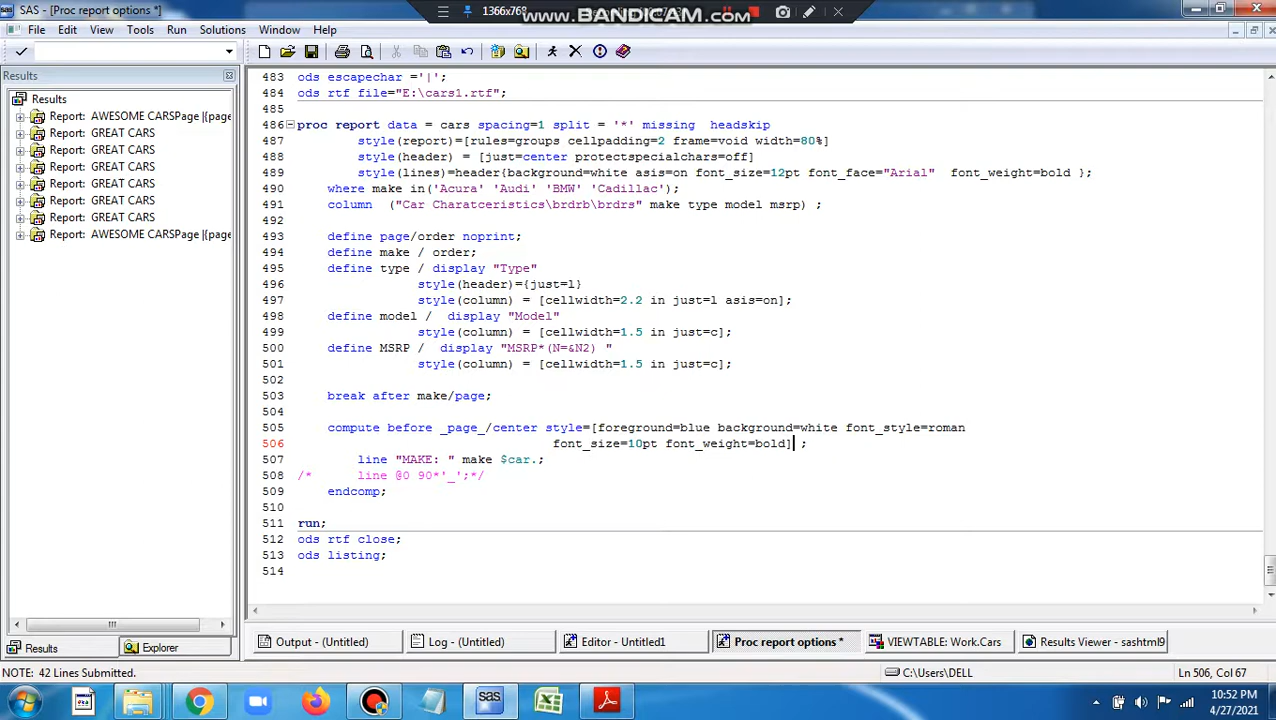 SAS - [Proc report options *]
1366x768
www.BANDICAM.com
File Edit View Tools Run Solutions Window Help
Results
Results
Report: AWESOME CARSPage |{page
Report: GREAT CARS
Report: GREAT CARS
Report: GREAT CARS
Report: GREAT CARS
Report: GREAT CARS
Report: GREAT CARS
Report: AWESOME CARSPage |{page
483 ods escapechar ='|';
484 ods rtf file="E:\cars1.rtf";
485
486 proc report data = cars spacing=1 split = '*' missing headskip
487 style(report)=[rules=groups cellpadding=2 frame=void width=80%]
488 style(header) = [just=center protectspecialchars=off]
489 style(lines)=header{background=white asis=on font_size=12pt font_face="Arial" font_weight=bold };
490 where make in('Acura' 'Audi' 'BMW' 'Cadillac');
491 column ("Car Charatceristics\brdrb\brdrs" make type model msrp) ;
492
493 define page/order noprint;
494 define make / order;
495 define type / display "Type"
496 style(header)={just=l}
497 style(column) = [cellwidth=2.2 in just=l asis=on];
498 define model / display "Model"
499 style(column) = [cellwidth=1.5 in just=c];
500 define MSRP / display "MSRP*(N=&N2) "
501 style(column) = [cellwidth=1.5 in just=c];
502
503 break after make/page;
504
505 compute before _page_/center style=[foreground=blue background=white font_style=roman
506 font_size=10pt font_weight=bold] ;
507 line "MAKE: " make $car.;
508 /* line @0 90*'_';*/
509 endcomp;
510
511 run;
512 ods rtf close;
513 ods listing;
514
Results Explorer
Output - (Untitled) Log - (Untitled) Editor - Untitled1 Proc report options * VIEWTABLE: Work.Cars Results Viewer - sashtml9
NOTE: 42 Lines Submitted. C:\Users\DELL Ln 506, Col 67
10:52 PM
4/27/2021